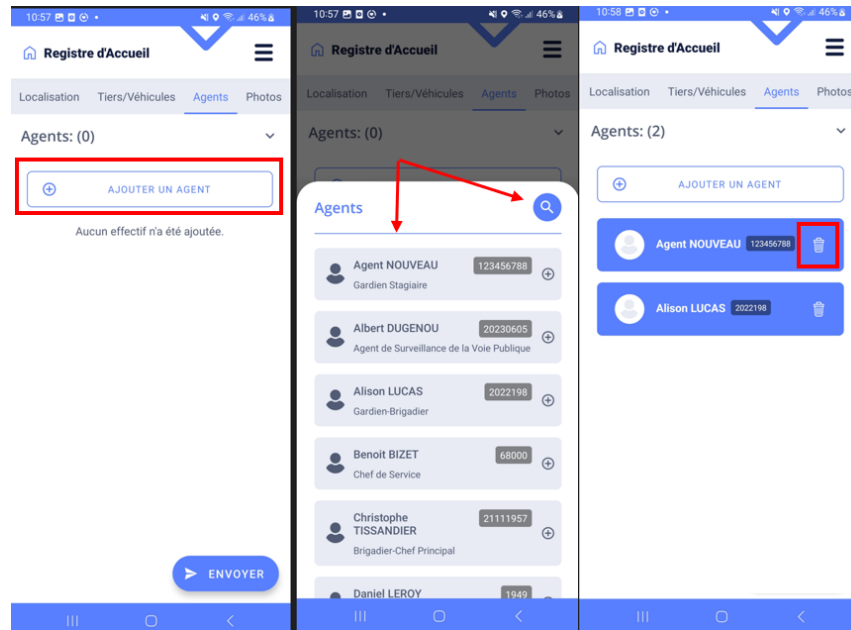 10:57 46%
Registre d'Accueil
Localisation Tiers/Véhicules Agents Photos
Agents: (0)
AJOUTER UN AGENT
Aucun effectif n'a été ajoutée.
ENVOYER
10:57 46%
Registre d'Accueil
Localisation Tiers/Véhicules Agents Photos
Agents: (0)
Agents
Agent NOUVEAU 123456788
Gardien Stagiaire
Albert DUGENOU 20230605
Agent de Surveillance de la Voie Publique
Alison LUCAS 2022198
Gardien-Brigadier
Benoit BIZET 68000
Chef de Service
Christophe 21111957
TISSANDIER
Brigadier-Chef Principal
Daniel LEROY 1949
10:58 46%
Registre d'Accueil
Localisation Tiers/Véhicules Agents Photos
Agents: (2)
AJOUTER UN AGENT
Agent NOUVEAU 123456788
Alison LUCAS 2022198